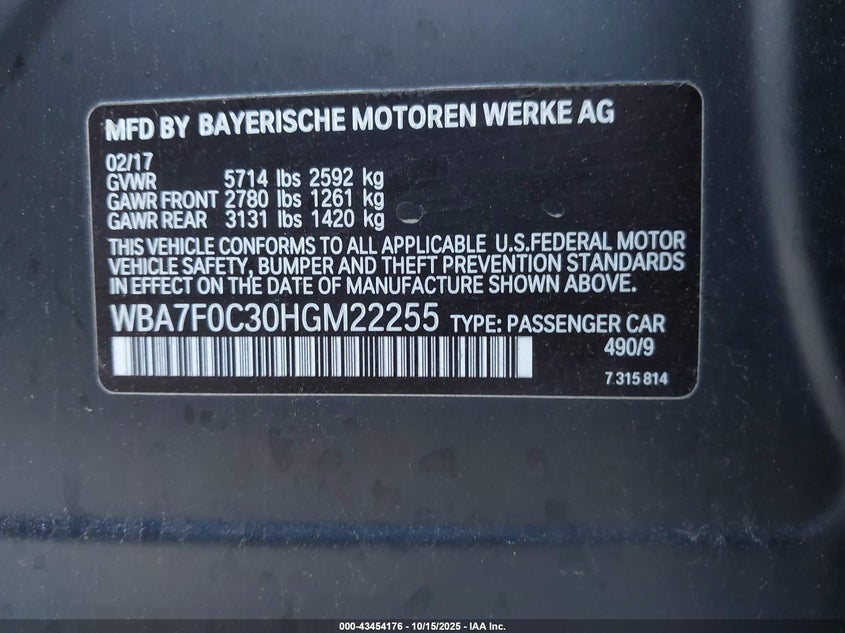 MFD BY BAYERISCHE MOTOREN WERKE AG
02/17
GVWR 5714 lbs 2592 kg
GAWR FRONT 2780 lbs 1261 kg
GAWR REAR 3131 lbs 1420 kg
THIS VEHICLE CONFORMS TO ALL APPLICABLE U.S.FEDERAL MOTOR
VEHICLE SAFETY, BUMPER AND THEFT PREVENTION STANDARDS
IN EFFECT ON THE DATE OF MANUFACTURE SHOWN ABOVE.
WBA7F0C30HGM22255 TYPE: PASSENGER CAR
490/9
7 315 814
000-43454176 - 10/15/2025 - IAA Inc.